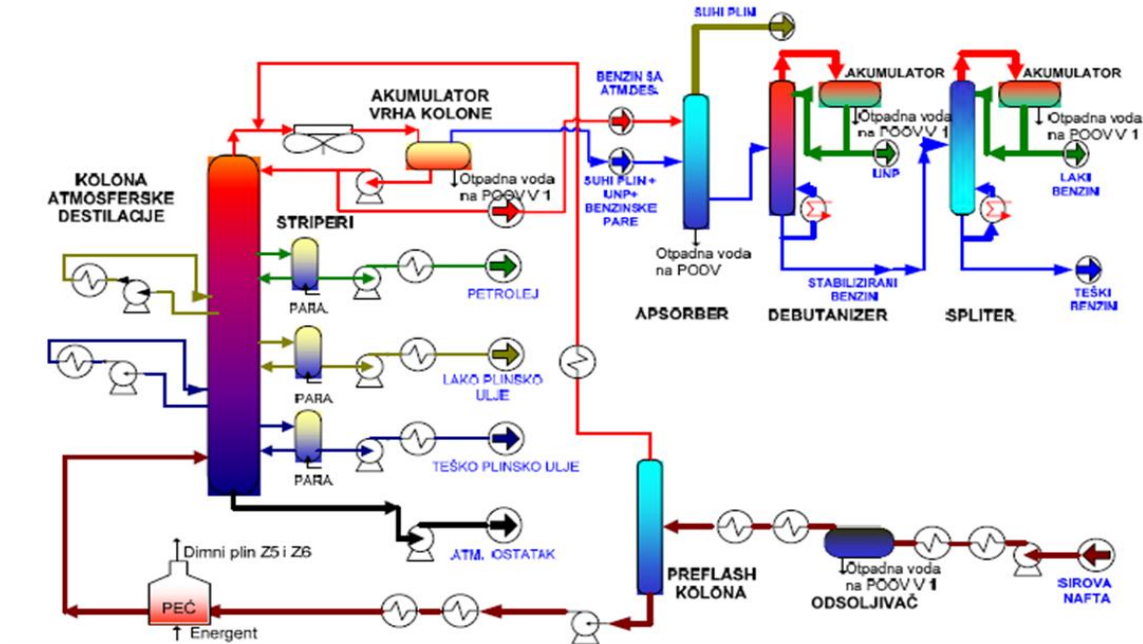 SUHI PLIN
BENZIN SA
ATM.DES.
AKUMULATOR
AKUMULATOR
AKUMULATOR
VRHA KOLONE
Otpadna voda
na POOV V 1
Otpadna voda
na POOV V 1
KOLONA
ATMOSFERSKE
DESTILACIJE
Otpadna voda
na POOV V 1
SUHI PLIN +
UNP+
BENZINSKE
PARE
UNP
LAKI
BENZINI
STRIPERI
Otpadna voda
na POOV
STABILIZIRANI
BENZINI
TEŠKI
BENZINI
PARA
PETROLEJ
APSORBER
DEBUTANIZER
SPLITER
LAKO PLINSKO
ULJE
PARA
TEŠKO PLINSKO ULJE
PARA
ATM. OSTATAK
Dimni plin Z5 i Z6
PEĆ
Energent
PREFLASH
KOLONA
Otpadna voda
na POOV V 1
ODSOLJIVAČ
SIROVA
NAFTA